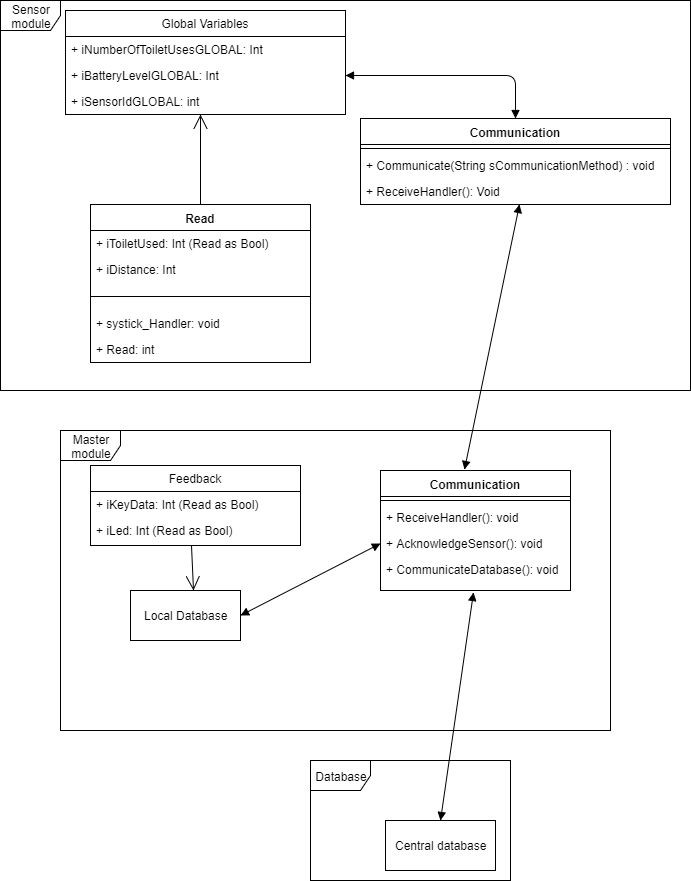 Sensor
module
Global Variables
+ iNumberOfToiletUsesGLOBAL: Int
+ iBatteryLevelGLOBAL: Int
+ iSensorIdGLOBAL: int
Communication
+ Communicate(String sCommunicationMethod) : void
+ ReceiveHandler(): Void
Read
+ iToiletUsed: Int (Read as Bool)
+ iDistance: Int
+ systick_Handler: void
+ Read: int
Master
module
Feedback
+ iKeyData: Int (Read as Bool)
+ iLed: Int (Read as Bool)
Communication
+ ReceiveHandler(): void
+ AcknowledgeSensor(): void
+ CommunicateDatabase(): void
Local Database
Database
Central database